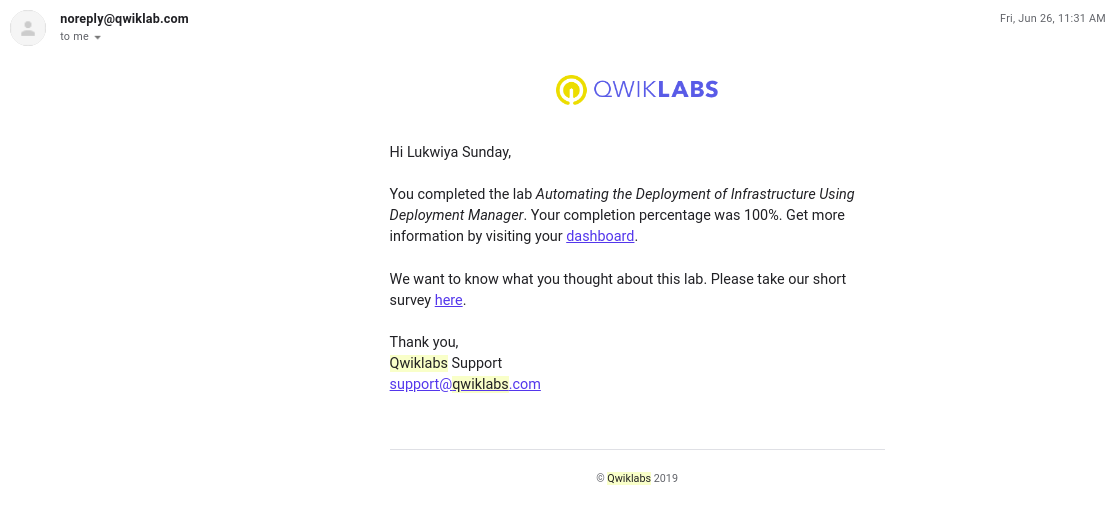 noreply@qwiklab.com
Fri, Jun 26, 11:31 AM
to me
QWIKLABS
Hi Lukwiya Sunday,
You completed the lab Automating the Deployment of Infrastructure Using
Deployment Manager. Your completion percentage was 100%. Get more
information by visiting your dashboard.
We want to know what you thought about this lab. Please take our short
survey here.
Thank you,
Qwiklabs Support
support@qwiklabs.com
© Qwiklabs 2019